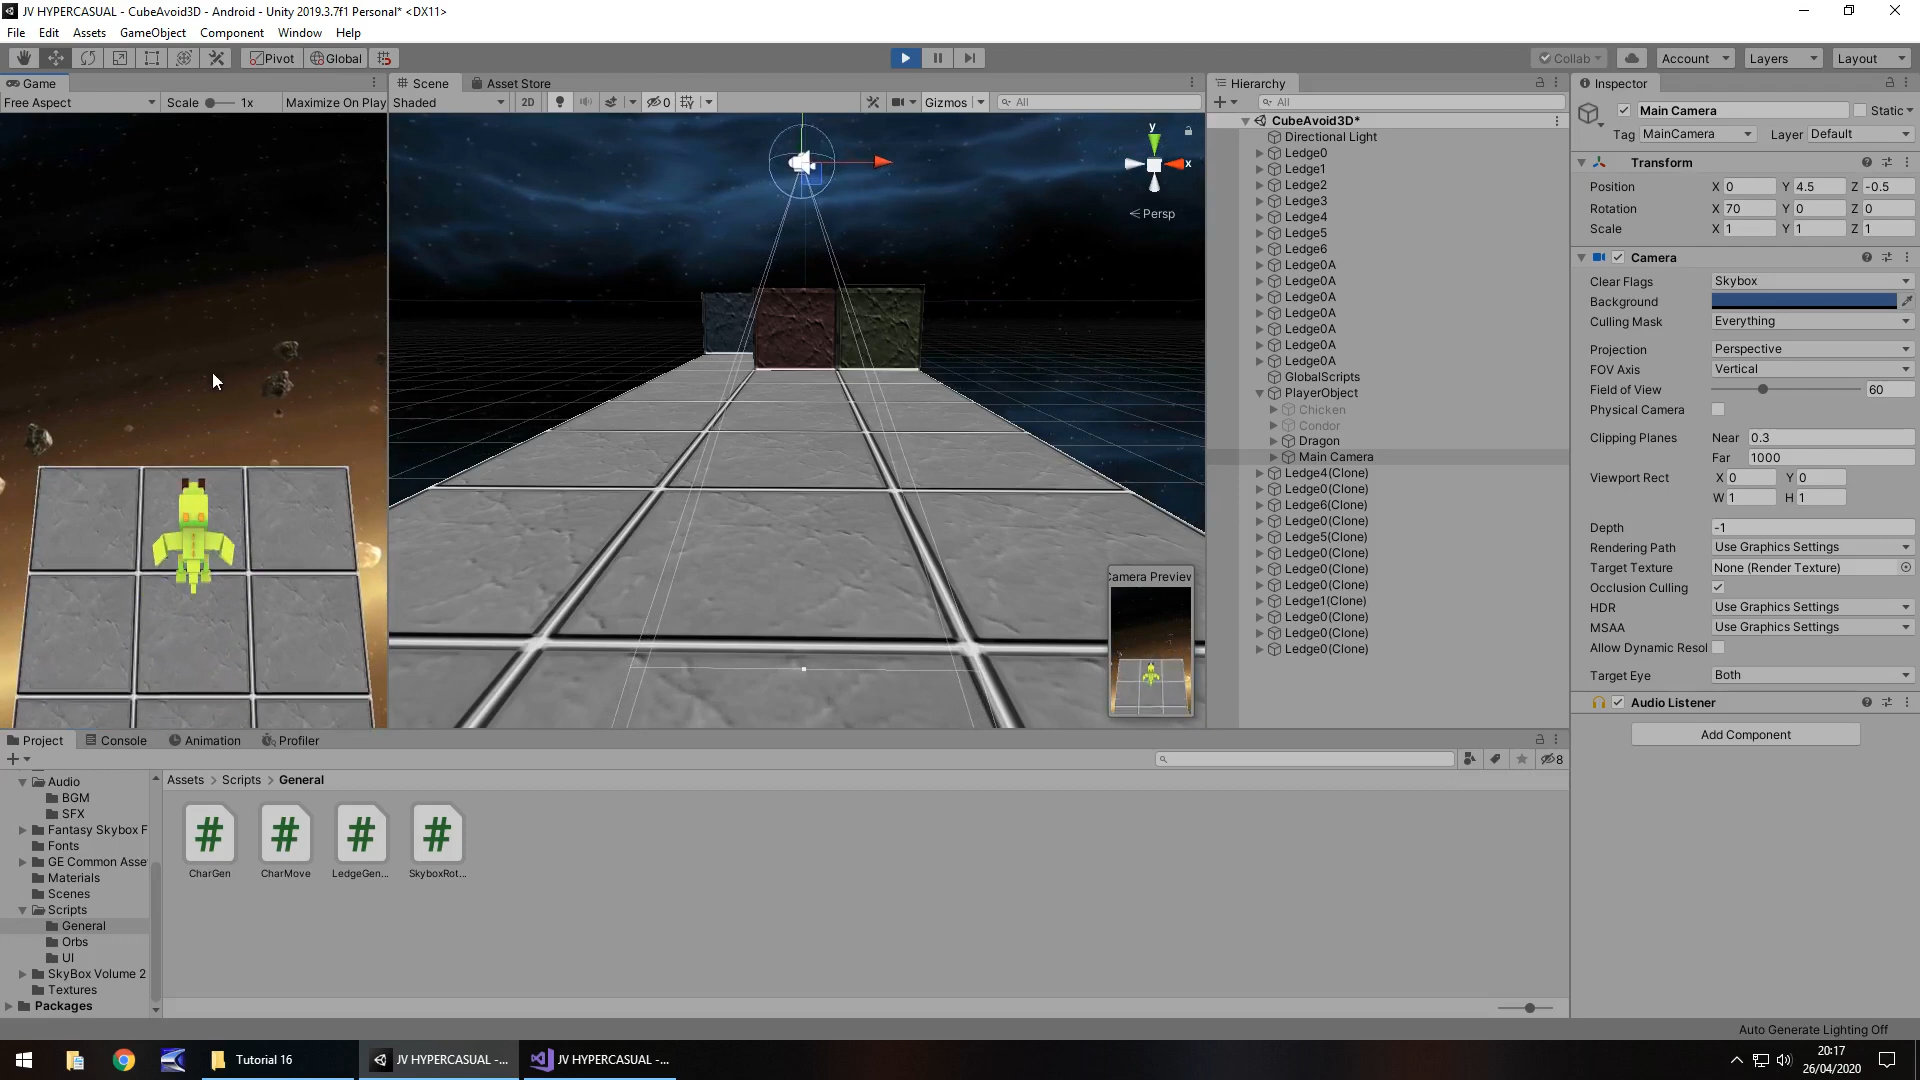 JV HYPERCASUAL - CubeAvoid3D - Android - Unity 2019.3.7f1 Personal* <DX11>
File Edit Assets GameObject Component Window Help
Pivot Global Collab Account Layers Layout
Game
Free Aspect Scale 1x Maximize On Play
Scene Asset Store
Shaded 2D 0 Gizmos All
y
x
Persp
Camera Preview
Hierarchy
All
CubeAvoid3D*
Directional Light
Ledge0
Ledge1
Ledge2
Ledge3
Ledge4
Ledge5
Ledge6
Ledge0A
Ledge0A
Ledge0A
Ledge0A
Ledge0A
Ledge0A
Ledge0A
GlobalScripts
PlayerObject
Chicken
Condor
Dragon
Main Camera
Ledge4(Clone)
Ledge0(Clone)
Ledge6(Clone)
Ledge0(Clone)
Ledge5(Clone)
Ledge0(Clone)
Ledge0(Clone)
Ledge0(Clone)
Ledge1(Clone)
Ledge0(Clone)
Ledge0(Clone)
Ledge0(Clone)
Inspector
Main Camera Static
Tag MainCamera Layer Default
Transform
Position X 0 Y 4.5 Z -0.5
Rotation X 70 Y 0 Z 0
Scale X 1 Y 1 Z 1
Camera
Clear Flags Skybox
Background
Culling Mask Everything
Projection Perspective
FOV Axis Vertical
Field of View 60
Physical Camera
Clipping Planes Near 0.3
Far 1000
Viewport Rect X 0 Y 0
W 1 H 1
Depth -1
Rendering Path Use Graphics Settings
Target Texture None (Render Texture)
Occlusion Culling
HDR Use Graphics Settings
MSAA Use Graphics Settings
Allow Dynamic Resol
Target Eye Both
Audio Listener
Add Component
Project Console Animation Profiler
8
Audio
BGM
SFX
Fantasy Skybox F
Fonts
GE Common Asse
Materials
Scenes
Scripts
General
Orbs
UI
SkyBox Volume 2
Textures
Packages
Assets > Scripts > General
CharGen CharMove LedgeGen... SkyboxRot...
Auto Generate Lighting Off
Tutorial 16 JV HYPERCASUAL -... JV HYPERCASUAL -...
20:17
26/04/2020